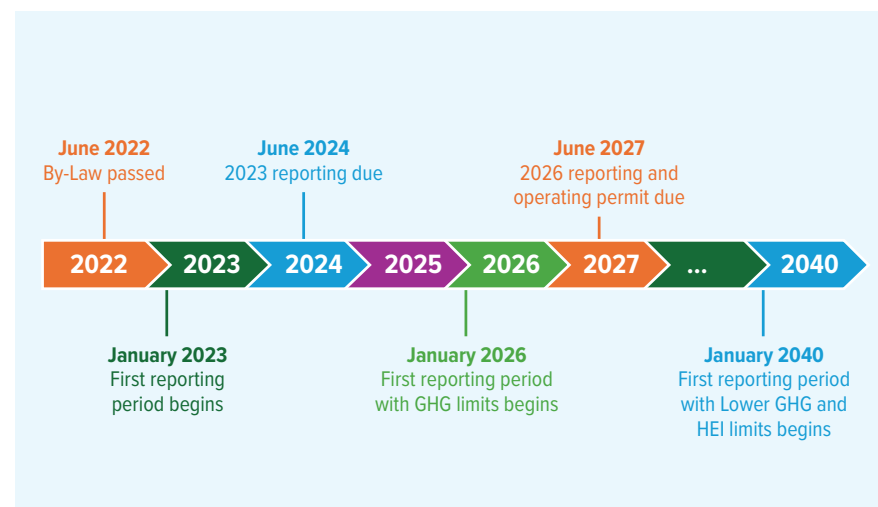 June 2022
By-Law passed
June 2024
2023 reporting due
June 2027
2026 reporting and
operating permit due
2022
2023
2024
2025
2026
2027
...
2040
January 2023
First reporting
period begins
January 2026
First reporting period
with GHG limits begins
January 2040
First reporting period
with Lower GHG and
HEI limits begins